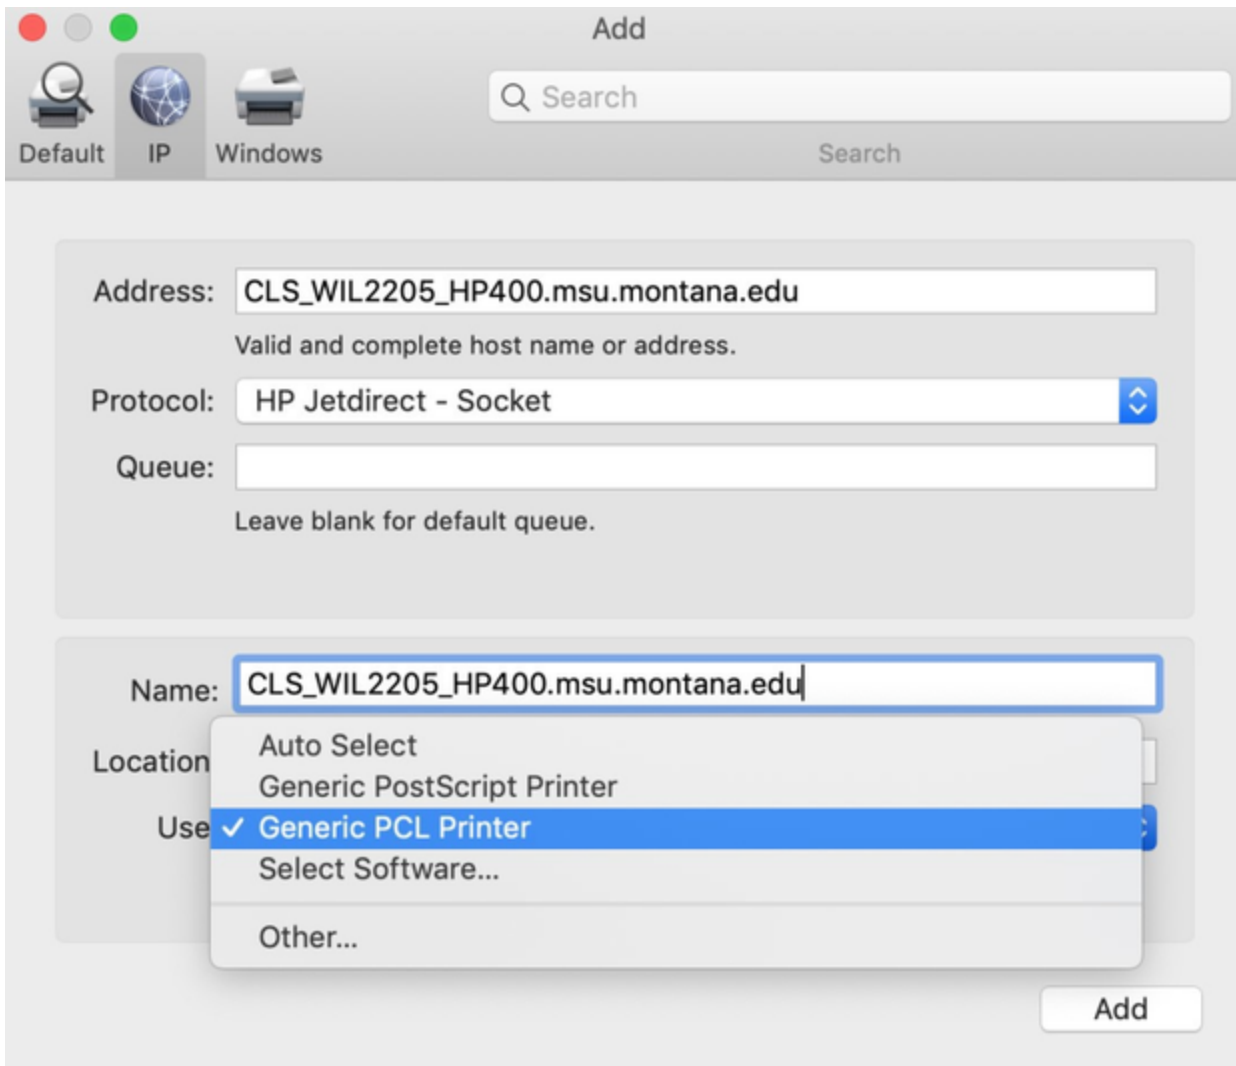 Add
Search
Default IP Windows Search
Address: CLS_WIL2205_HP400.msu.montana.edu
Valid and complete host name or address.
Protocol: HP Jetdirect - Socket
Queue:
Leave blank for default queue.
Name: CLS_WIL2205_HP400.msu.montana.edu
Auto Select
Location
Generic PostScript Printer
Use ✓ Generic PCL Printer
Select Software...
Other...
Add